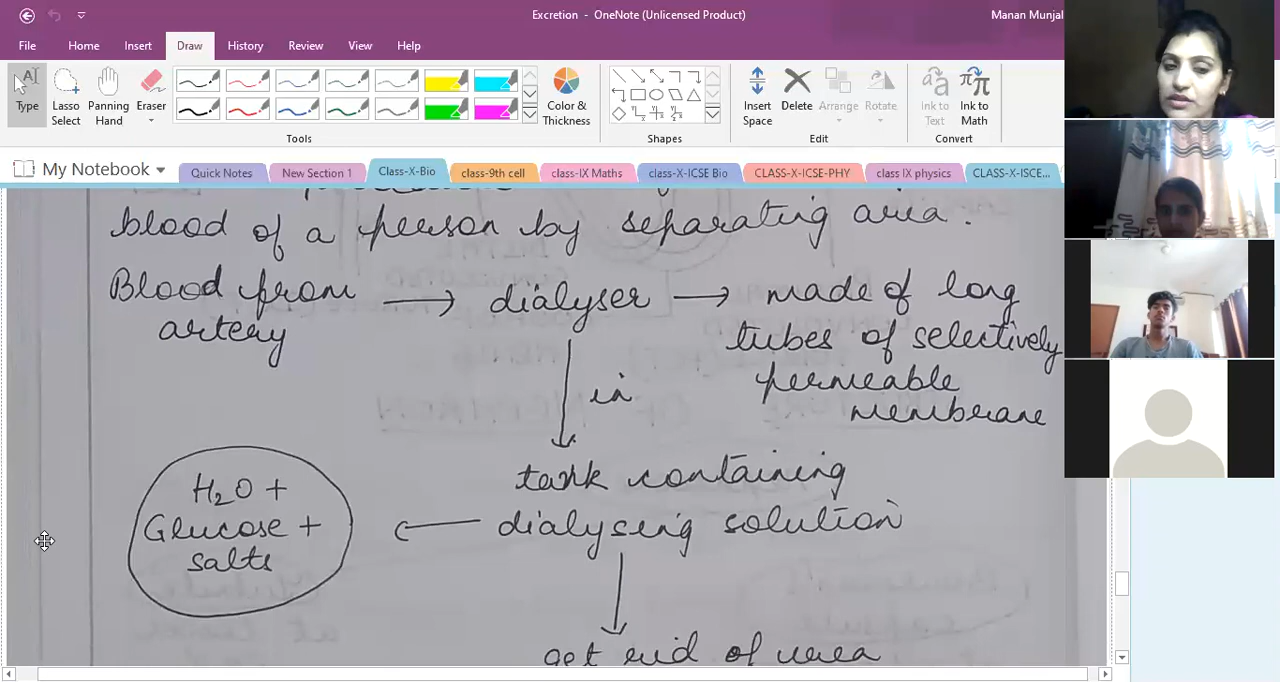 Excretion - OneNote (Unlicensed Product)
Manan Munjal
File Home Insert Draw History Review View Help
Type
Lasso Select
Panning Hand
Eraser
Color & Thickness
Insert Space
Delete
Arrange
Rotate
Ink to Text
Ink to Math
Tools
Shapes
Edit
Convert
My Notebook
Quick Notes
New Section 1
Class-X-Bio
class-9th cell
class-IX Maths
class-X-ICSE Bio
CLASS-X-ICSE-PHY
class IX physics
CLASS-X-ISCE...
blood of a person by separating area.
Blood from → dialyser → made of long
artery
tubes of selectively
permeable
membrane
in
tank containing
dialysing solution
H2O +
Glucose +
salts
get rid of urea